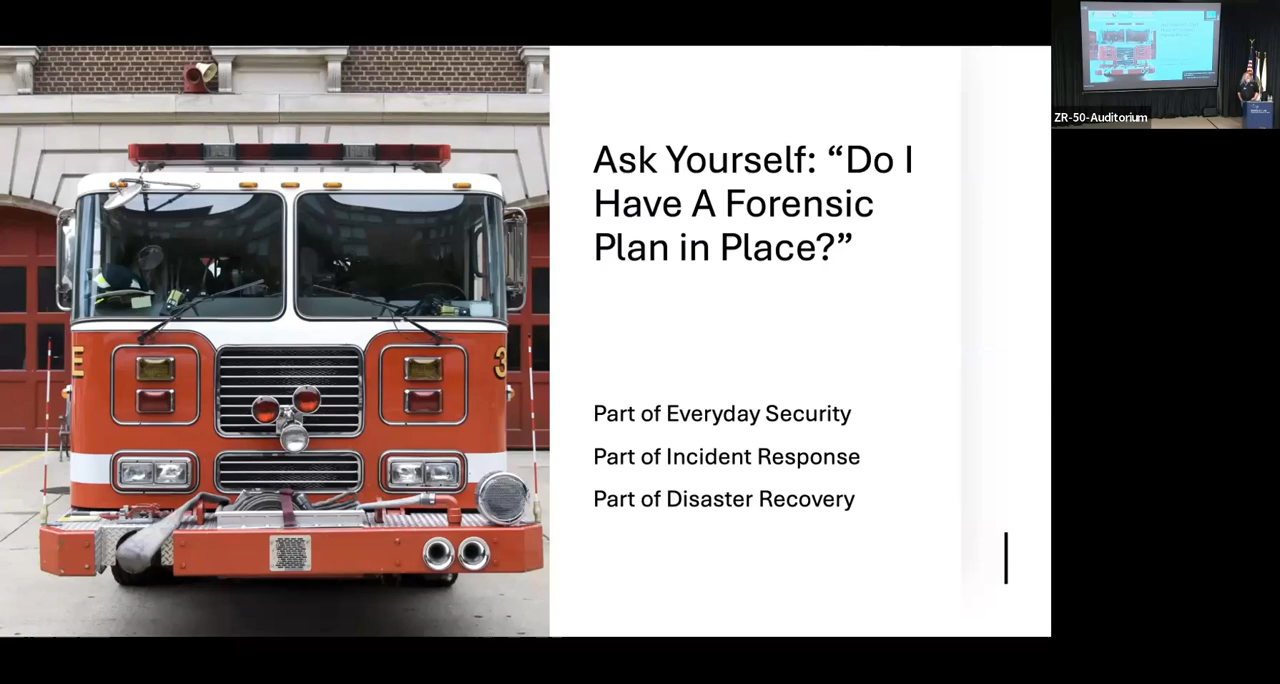 Ask Yourself: “Do I
Have A Forensic
Plan in Place?”
Part of Everyday Security
Part of Incident Response
Part of Disaster Recovery
ZR-50-Auditorium
E
3